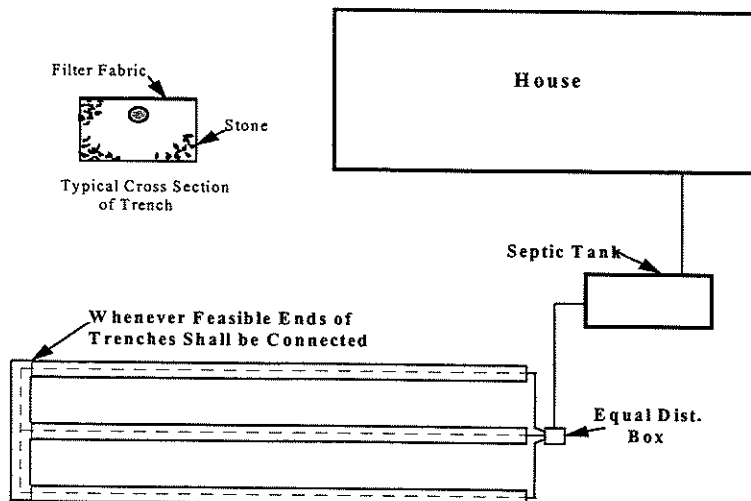 House
Filter Fabric
Stone
Typical Cross Section
of Trench
Septic Tank
Whenever Feasible Ends of
Trenches Shall be Connected
Equal Dist.
Box